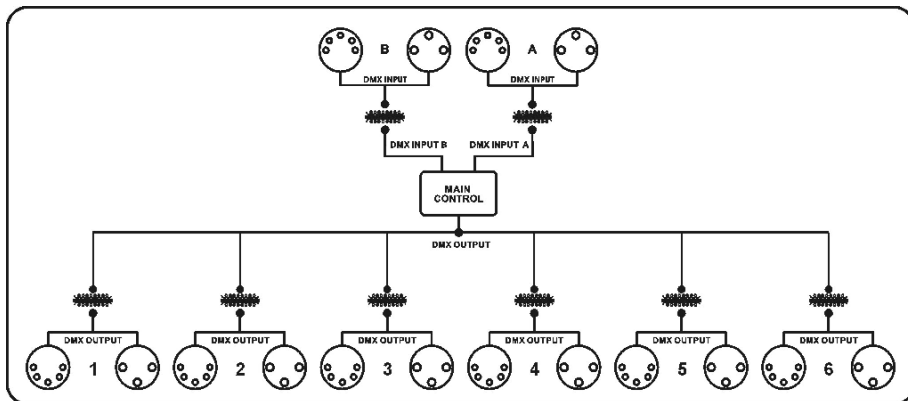 B
A
DMX INPUT
DMX INPUT
DMX INPUT B
DMX INPUT A
MAIN
CONTROL
DMX OUTPUT
DMX OUTPUT
DMX OUTPUT
DMX OUTPUT
DMX OUTPUT
DMX OUTPUT
DMX OUTPUT
1
2
3
4
5
6